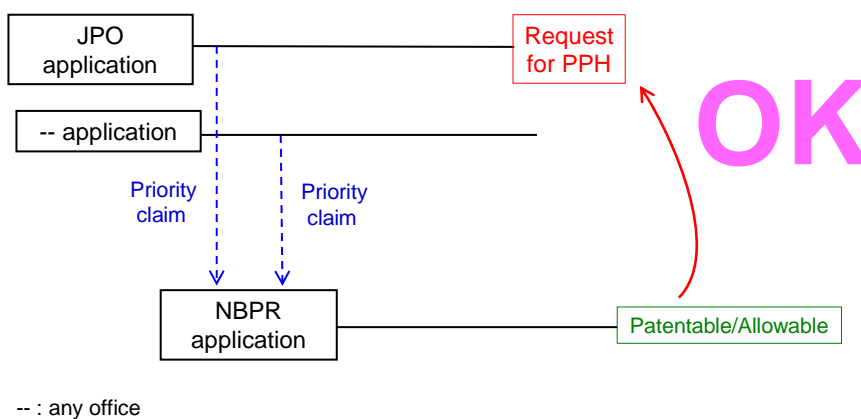 JPO
application
Request
for PPH
OK
-- application
Priority
claim
Priority
claim
NBPR
application
Patentable/Allowable
-- : any office